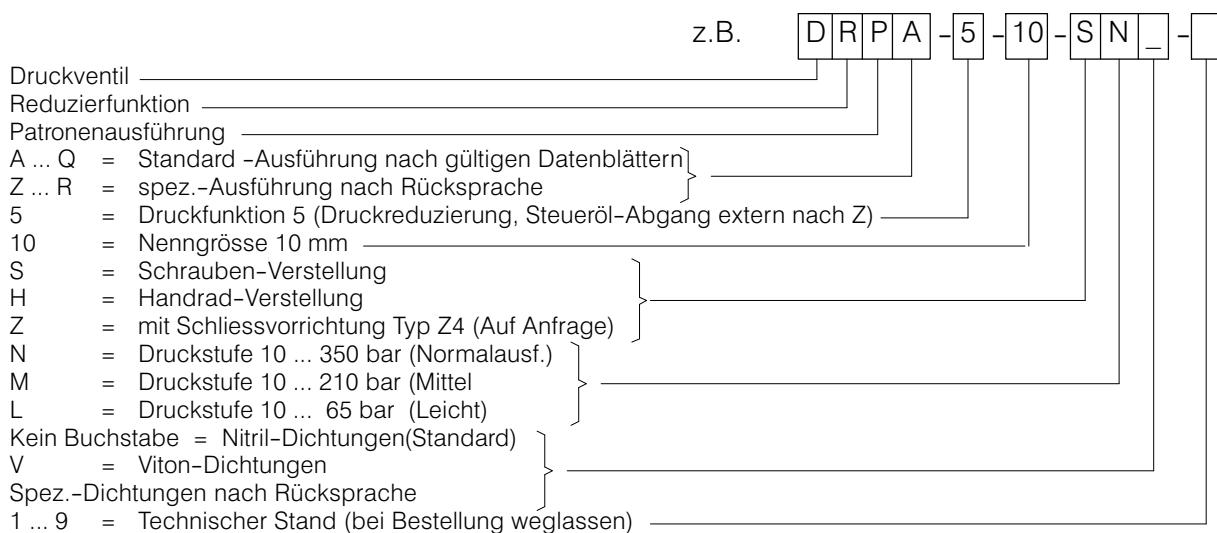 z.B. DRPA-5-10-SN_-
Druckventil
Reduzierfunktion
Patronenausführung
A ... Q = Standard-Ausführung nach gültigen Datenblättern
Z ... R = spez.-Ausführung nach Rücksprache
5 = Druckfunktion 5 (Druckreduzierung, Steueröl-Abgang extern nach Z)
10 = Nenngrösse 10 mm
S = Schrauben-Verstellung
H = Handrad-Verstellung
Z = mit Schliessvorrichtung Typ Z4 (Auf Anfrage)
N = Druckstufe 10 ... 350 bar (Normalausf.)
M = Druckstufe 10 ... 210 bar (Mittel
L = Druckstufe 10 ... 65 bar (Leicht)
Kein Buchstabe = Nitril-Dichtungen(Standard)
V = Viton-Dichtungen
Spez.-Dichtungen nach Rücksprache
1 ... 9 = Technischer Stand (bei Bestellung weglassen)